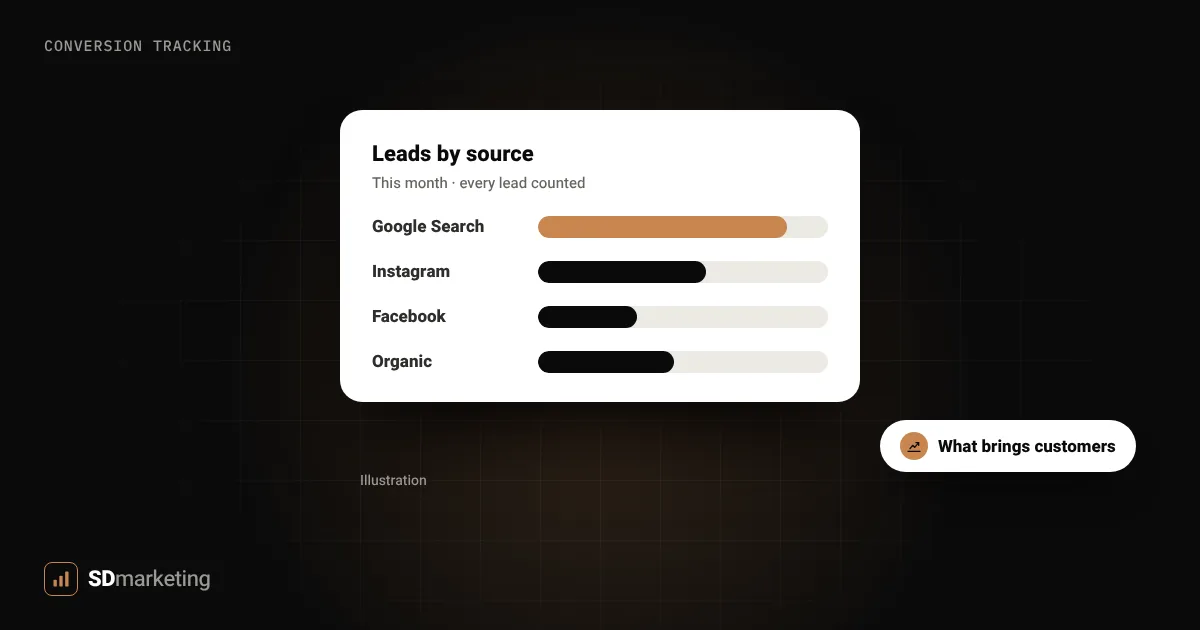 CONVERSION TRACKING
Leads by source
This month · every lead counted
Google Search
Instagram
Facebook
Organic
What brings customers
Illustration
SDmarketing